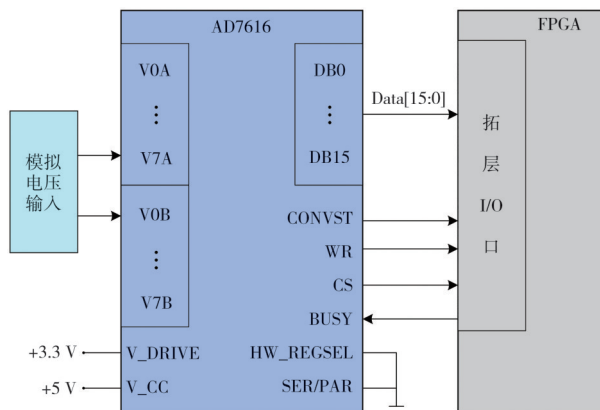 AD7616
FPGA
V0A
⋮
V7A
V0B
⋮
V7B
DB0
⋮
DB15
Data[15:0]
模拟
电压
输入
拓
层
I/O
口
CONVST
WR
CS
BUSY
+3.3 V
V_DRIVE
HW_REGSEL
+5 V
V_CC
SER/PAR